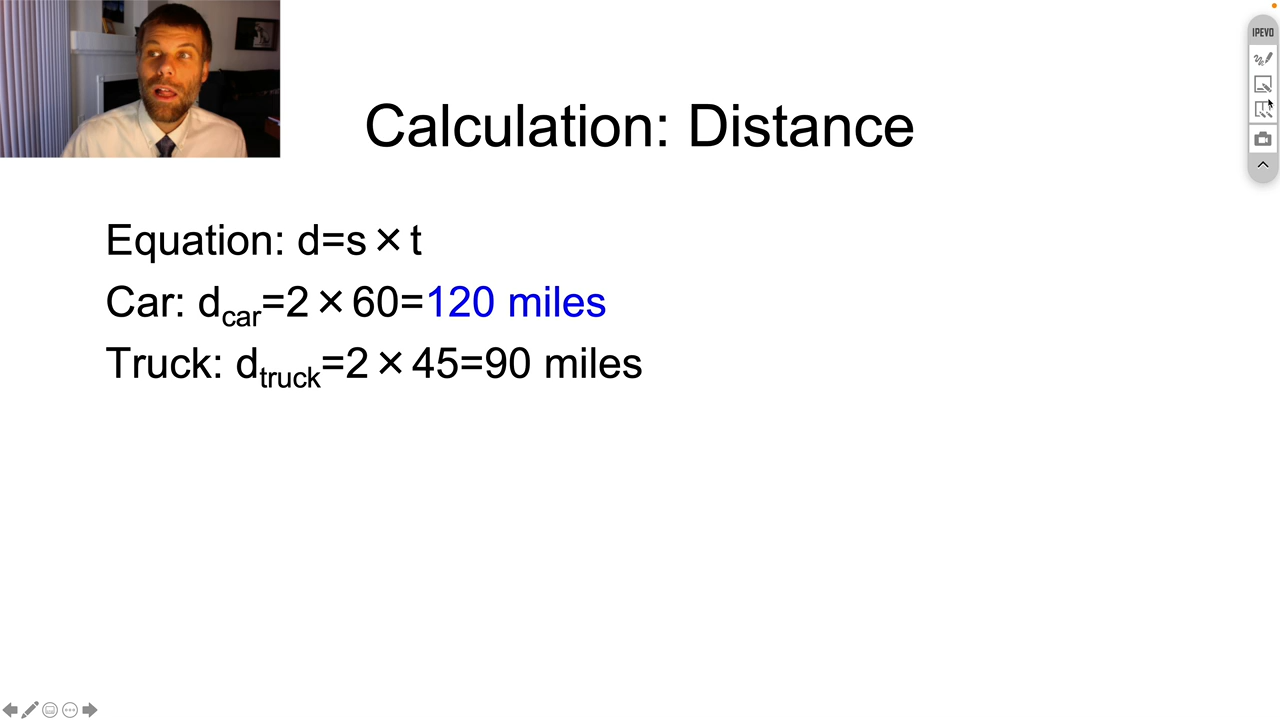 Calculation: Distance
IPEVO
Equation: d=s×t
Car: dcar=2×60=120 miles
Truck: dtruck=2×45=90 miles